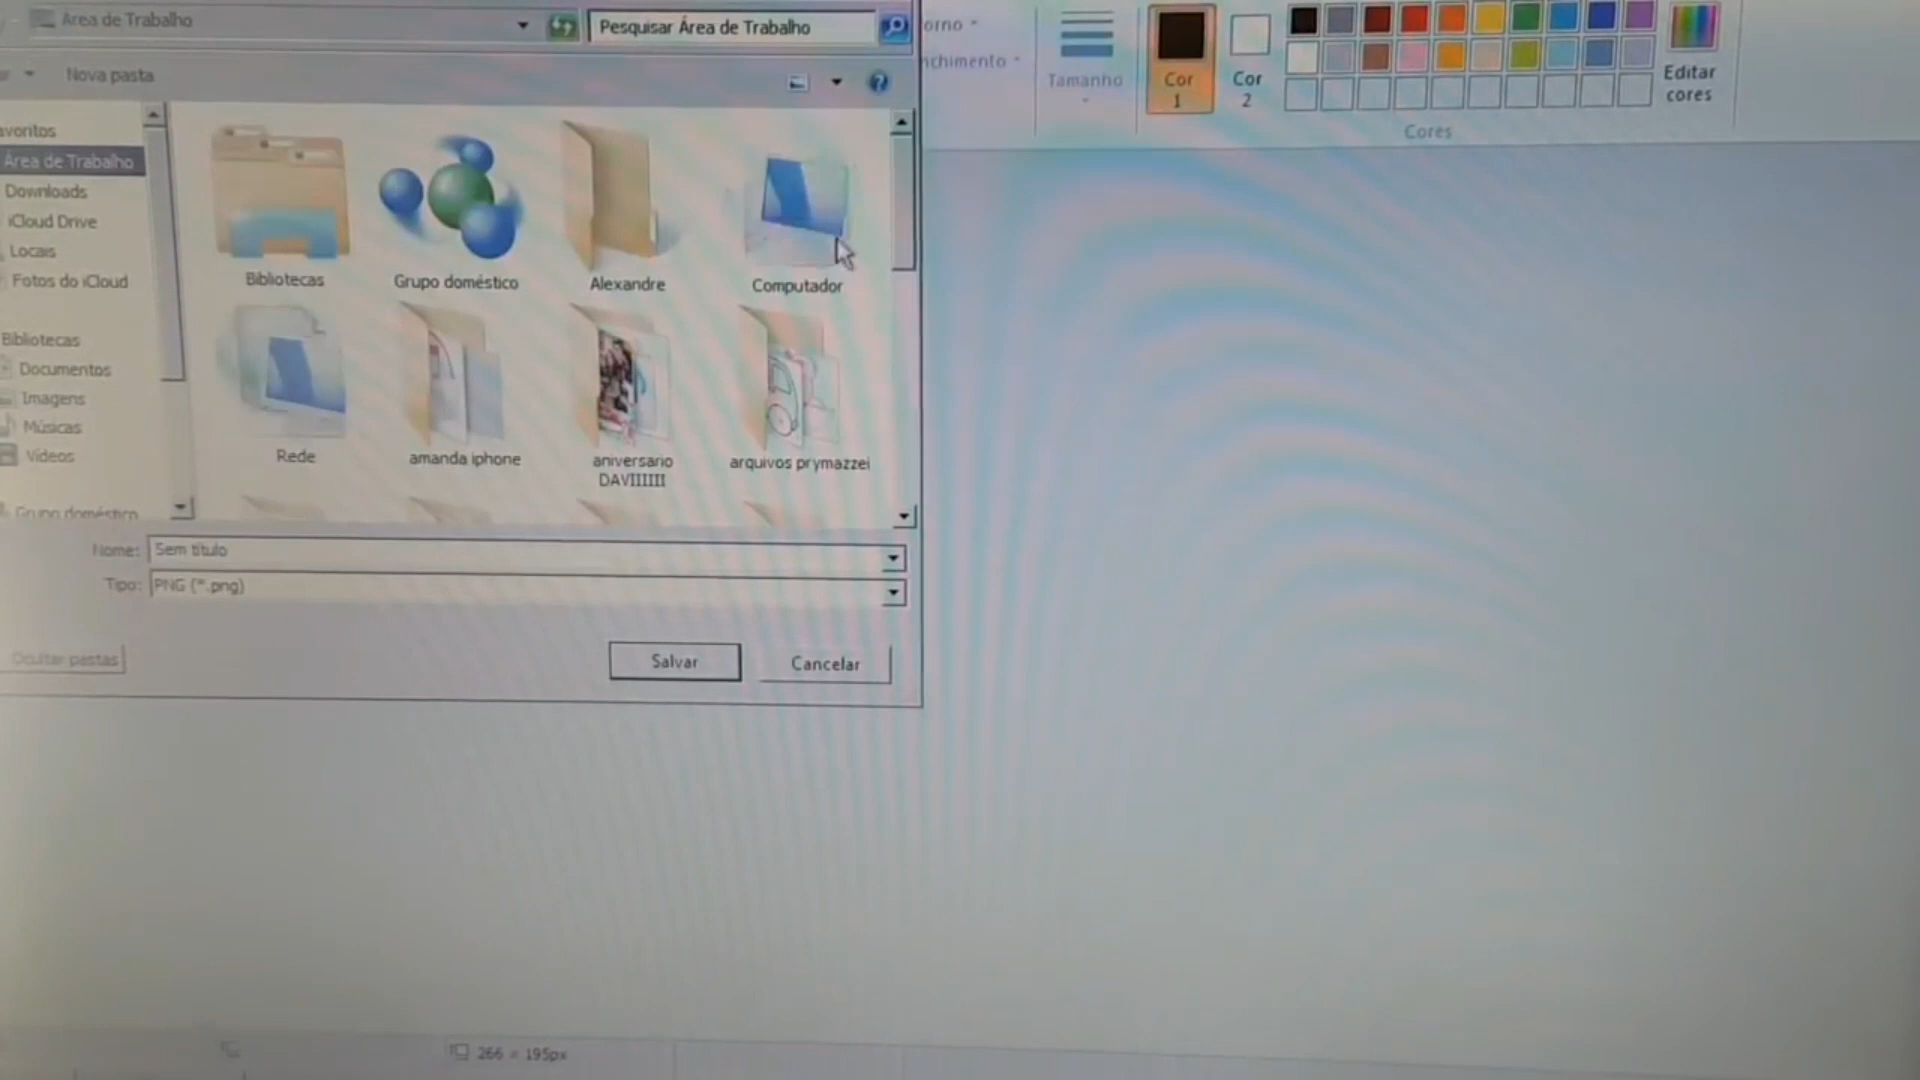 Área de Trabalho
Pesquisar Área de Trabalho
Nova pasta
Área de Trabalho
Downloads
iCloud Drive
Locais
Fotos do iCloud
Bibliotecas
Documentos
Imagens
Músicas
Vídeos
Grupo doméstico
Bibliotecas
Grupo doméstico
Alexandre
Computador
Rede
amanda iphone
aniversario
DAVIIIIII
arquivos prymazzei
Nome: Sem título
Tipo: PNG (*.png)
Ocultar pastas
Salvar
Cancelar
Tamanho
Cor
1
Cor
2
Editar
cores
Cores
266 × 195px